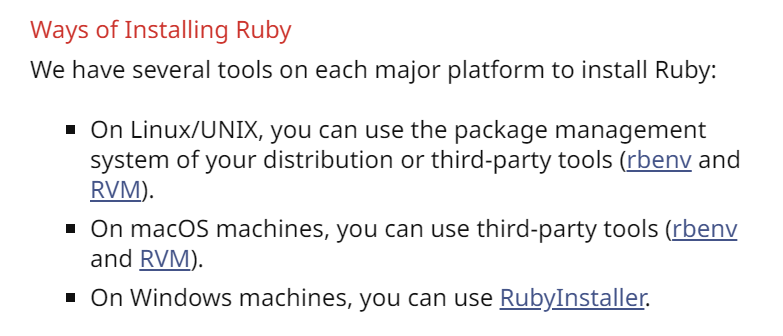 Ways of Installing Ruby
We have several tools on each major platform to install Ruby:
On Linux/UNIX, you can use the package management
system of your distribution or third-party tools (rbenv and
RVM).
On macOS machines, you can use third-party tools (rbenv
and RVM).
On Windows machines, you can use RubyInstaller.